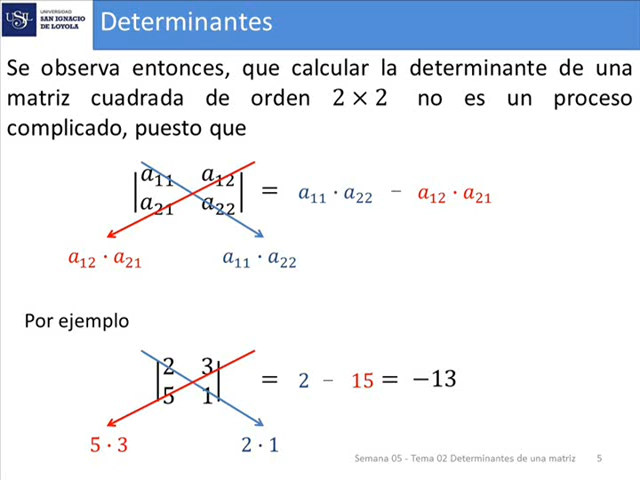 USIL UNIVERSIDAD
SAN IGNACIO
DE LOYOLA
Determinantes
Se observa entonces, que calcular la determinante de una
matriz cuadrada de orden 2 × 2 no es un proceso
complicado, puesto que
|a₁₁ a₁₂|
|a₂₁ a₂₂| = a₁₁ · a₂₂ − a₁₂ · a₂₁
a₁₂ · a₂₁ a₁₁ · a₂₂
Por ejemplo
|2 3|
|5 1| = 2 − 15 = −13
5 · 3 2 · 1
Semana 05 - Tema 02 Determinantes de una matriz 5